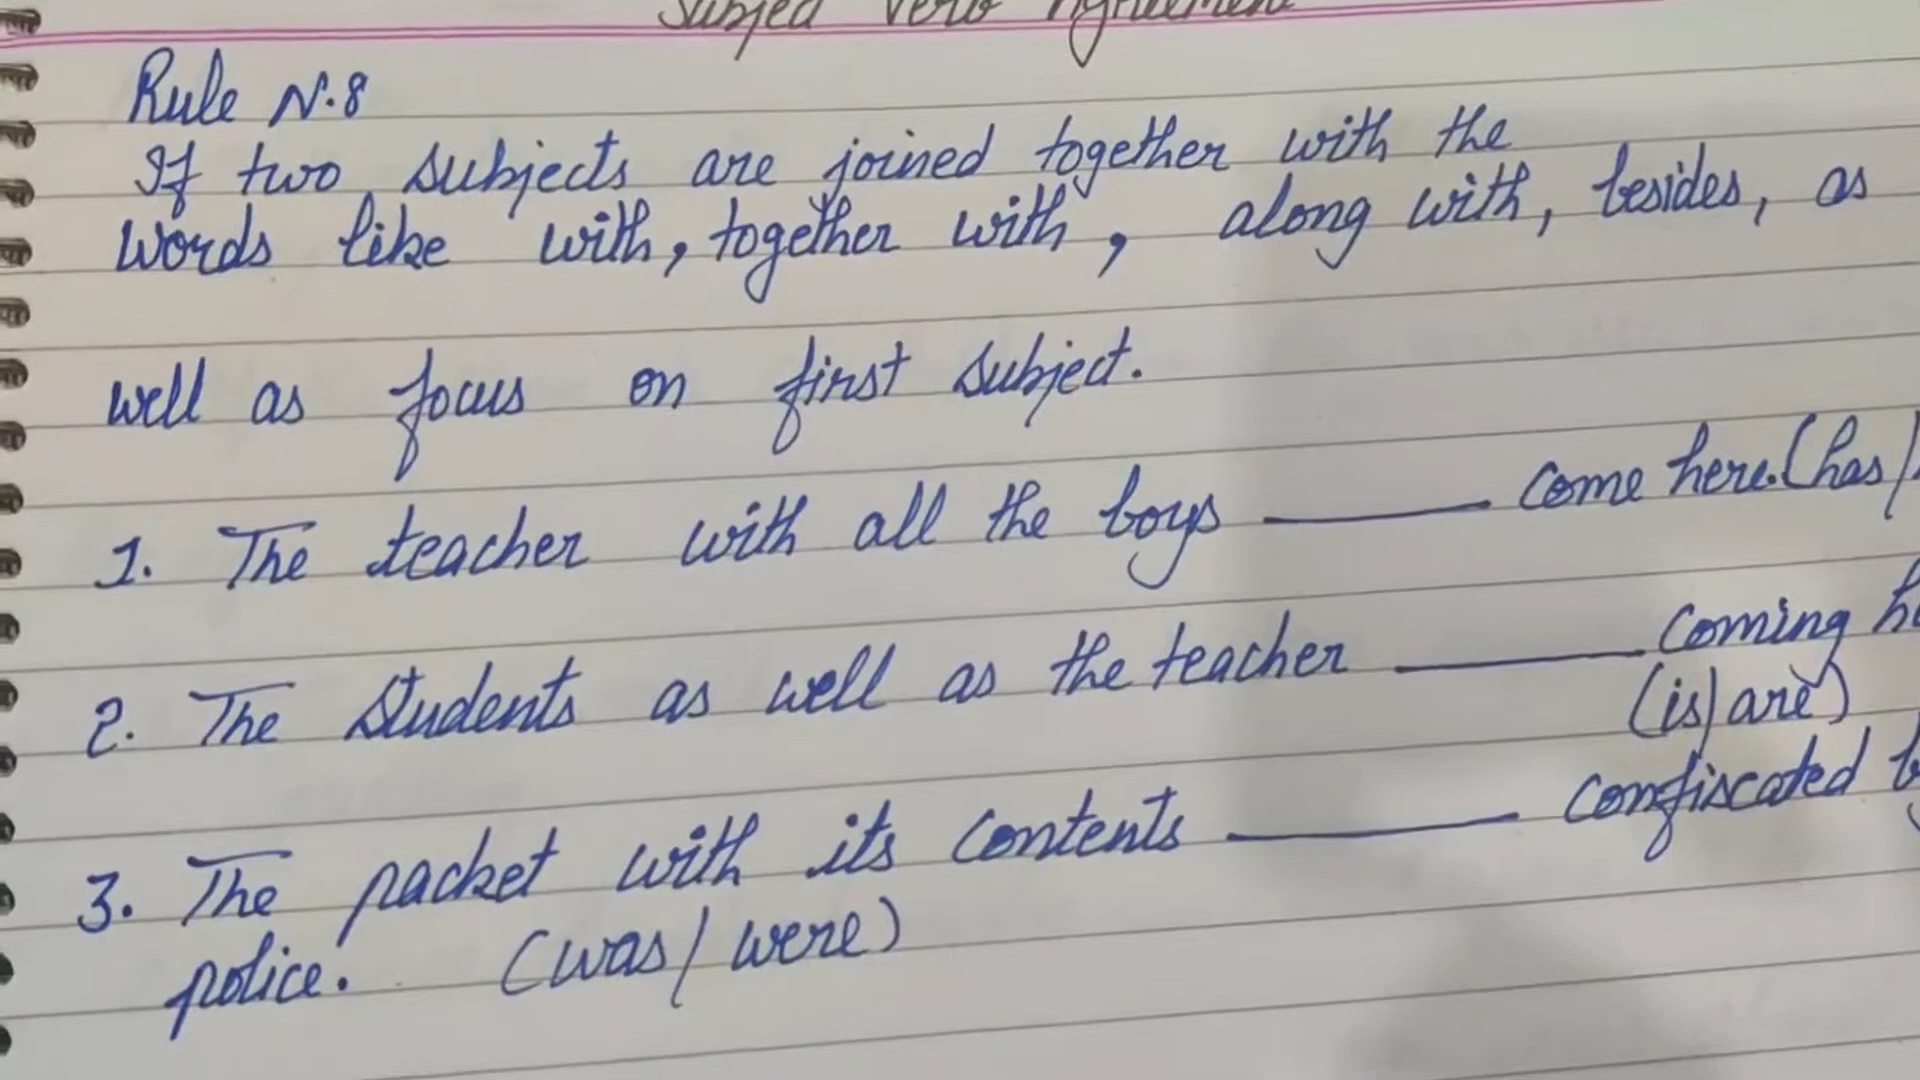 Subject Verb Agreement
Rule N.8
If two subjects are joined together with the
words like with, together with, along with, besides, as
well as focus on first subject.
1. The teacher with all the boys ______ come here. (has/
2. The students as well as the teacher ______ coming
(is/are)
3. The packet with its contents ______ confiscated
police. (was/were)